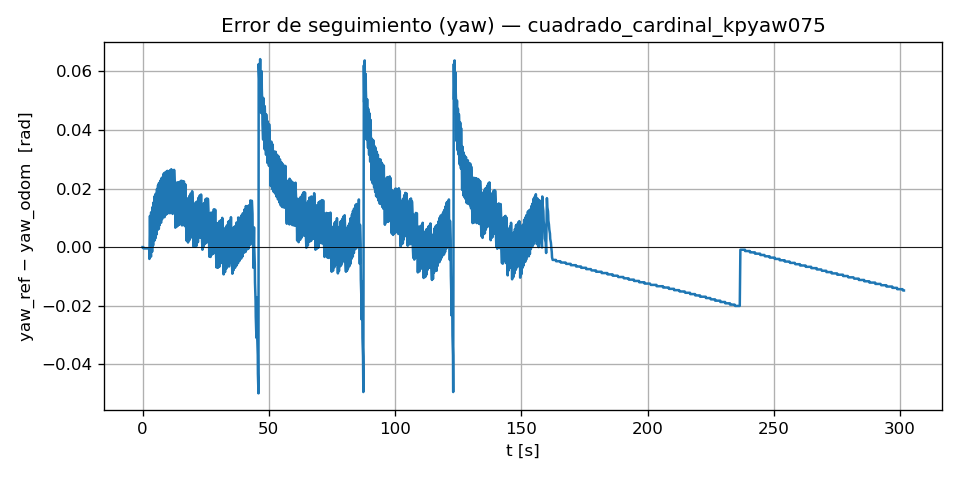 Error de seguimiento (yaw) — cuadrado_cardinal_kpyaw075
yaw_ref − yaw_odom [rad]
0.06
0.04
0.02
0.00
−0.02
−0.04
0 50 100 150 200 250 300
t [s]